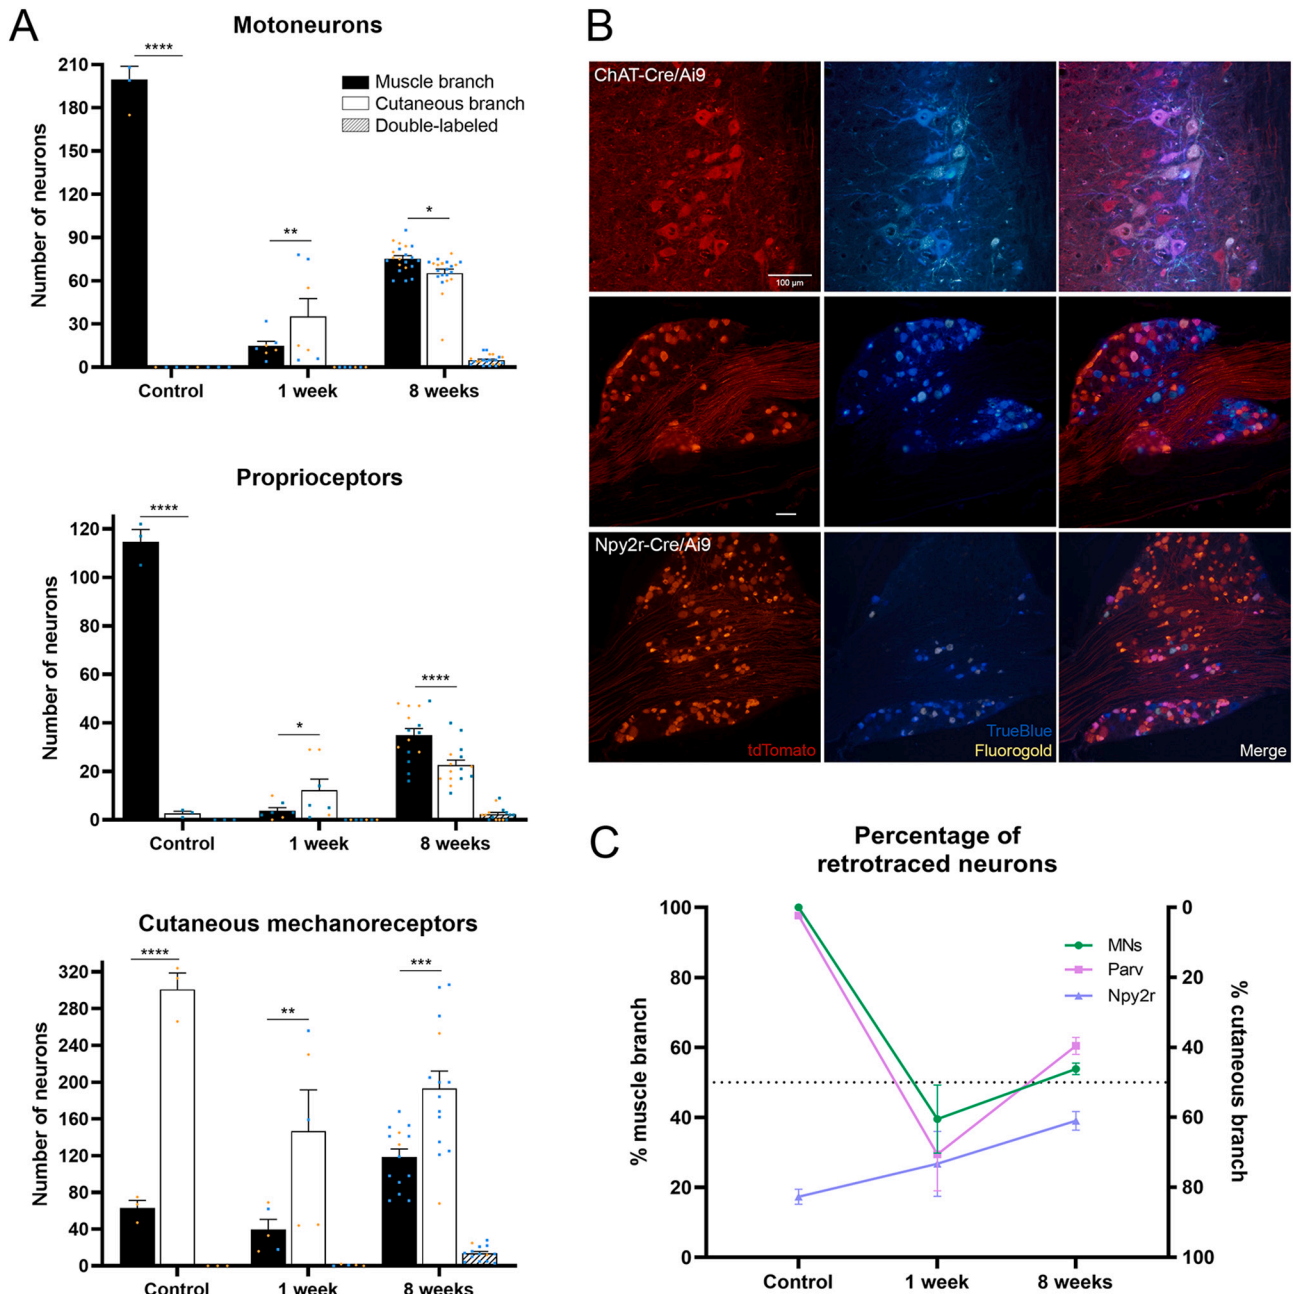 A
Motoneurons
****
**
*
Muscle branch
Cutaneous branch
Double-labeled
Number of neurons
210
180
150
120
90
60
30
0
Control
1 week
8 weeks
Proprioceptors
****
*
****
Number of neurons
120
100
80
60
40
20
0
Control
1 week
8 weeks
Cutaneous mechanoreceptors
****
**
***
Number of neurons
320
280
240
200
160
120
80
40
0
Control
1 week
8 weeks
B
ChAT-Cre/Ai9
100 µm
Npy2r-Cre/Ai9
tdTomato
TrueBlue
Fluorogold
Merge
C
Percentage of
retrotraced neurons
MNs
Parv
Npy2r
% muscle branch
100
80
60
40
20
0
% cutaneous branch
0
20
40
60
80
100
Control
1 week
8 weeks